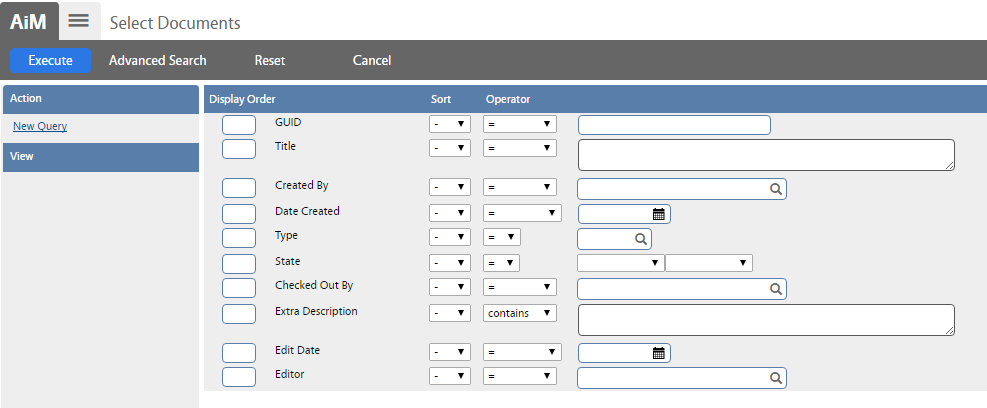 AiM Select Documents
Execute Advanced Search Reset Cancel
Action
New Query
View
Display Order Sort Operator
GUID - =
Title - =
Created By - =
Date Created - =
Type - =
State - =
Checked Out By - =
Extra Description - contains
Edit Date - =
Editor - =